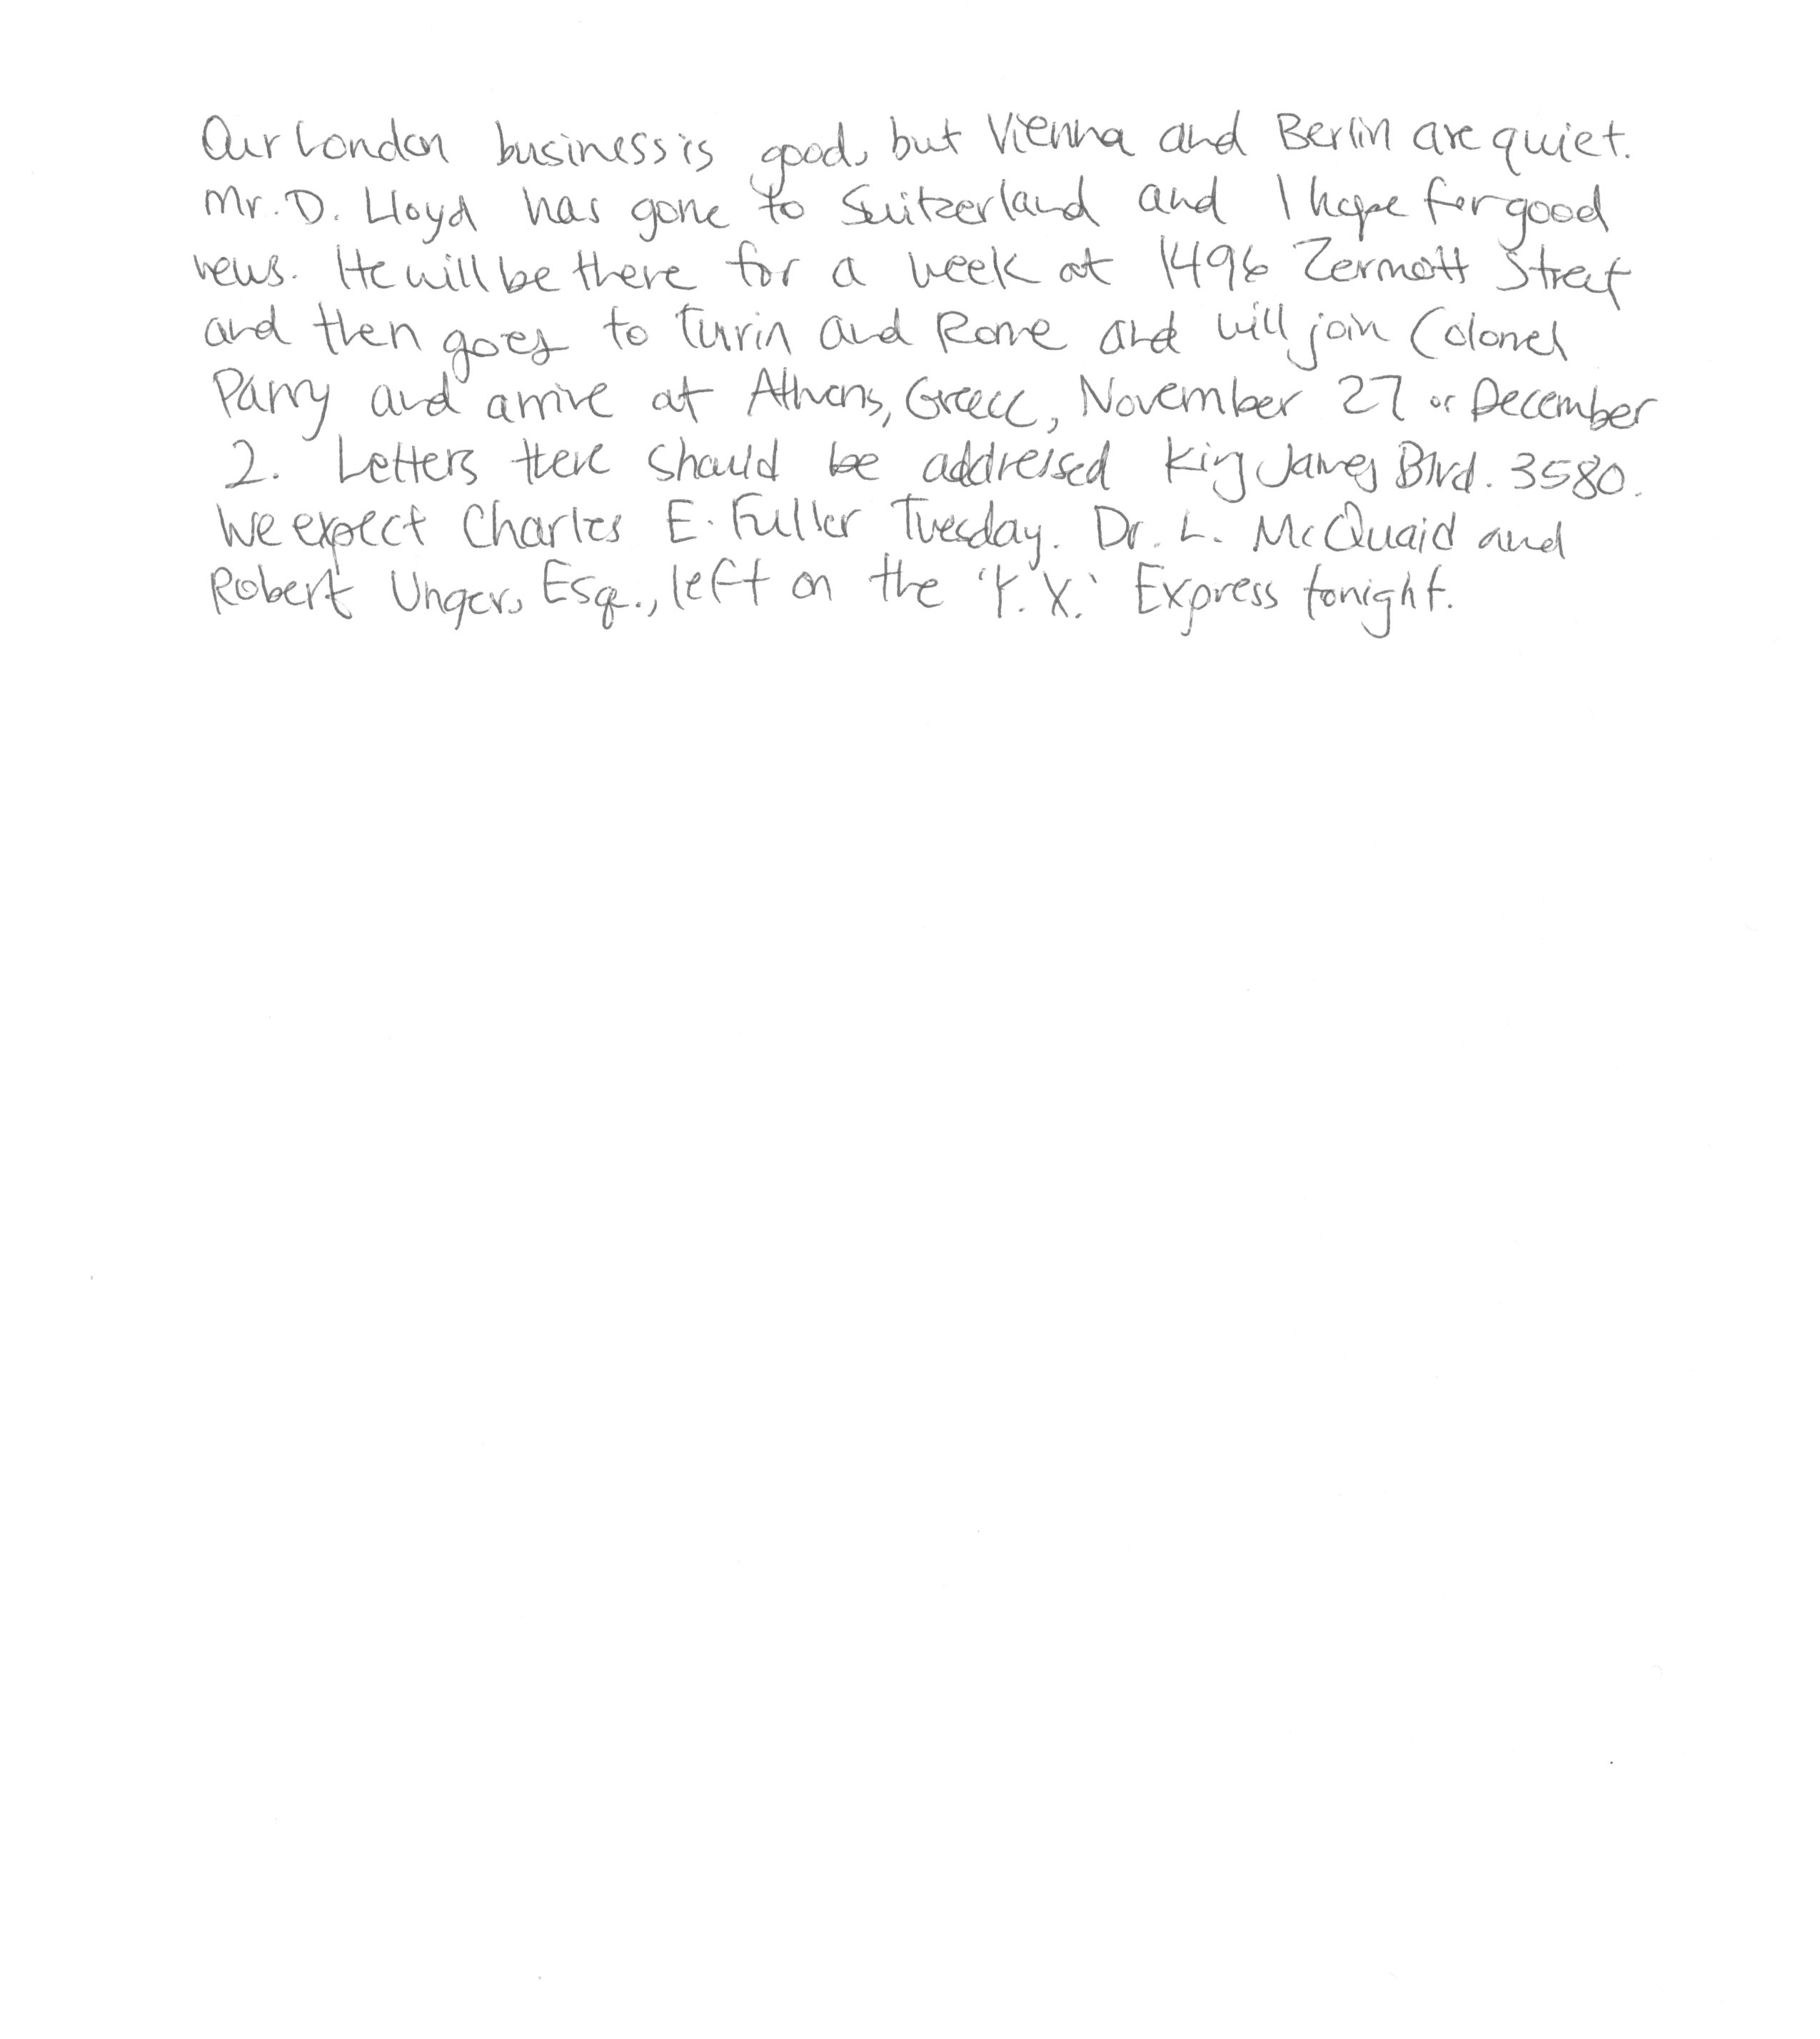 Our London business is good, but Vienna and Berlin are quiet.
Mr. D. Lloyd has gone to Switzerland and I hope for good
news. He will be there for a week at 1496 Zermott Street
and then goes to Turin and Rome and will join Colonel
Parry and arrive at Athens, Greece, November 27 or December
2. Letters there should be addressed King James Blvd. 3580.
We expect Charles E. Fuller Tuesday. Dr. L. McQuaid and
Robert Unger, Esq., left on the 'Y.X.' Express tonight.